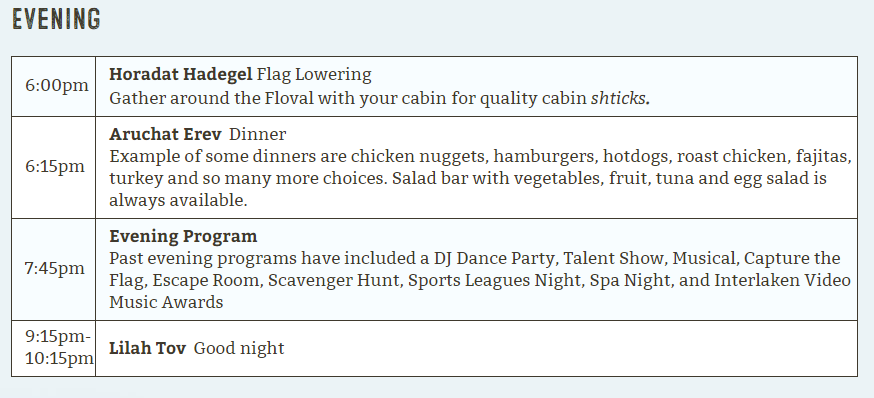 EVENING
6:00pm
Horadat Hadegel Flag Lowering
Gather around the Floval with your cabin for quality cabin shticks.
6:15pm
Aruchat Erev Dinner
Example of some dinners are chicken nuggets, hamburgers, hotdogs, roast chicken, fajitas,
turkey and so many more choices. Salad bar with vegetables, fruit, tuna and egg salad is
always available.
7:45pm
Evening Program
Past evening programs have included a DJ Dance Party, Talent Show, Musical, Capture the
Flag, Escape Room, Scavenger Hunt, Sports Leagues Night, Spa Night, and Interlaken Video
Music Awards
9:15pm-
10:15pm
Lilah Tov Good night